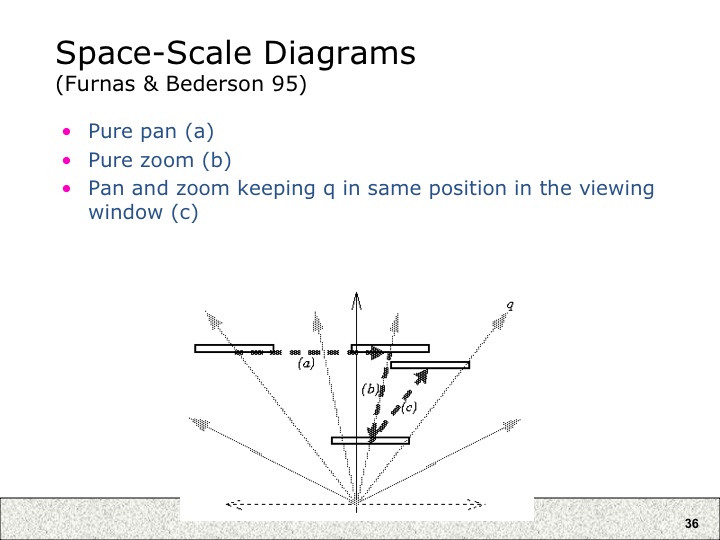 Space-Scale Diagrams
(Furnas & Bederson 95)
• Pure pan (a)
• Pure zoom (b)
• Pan and zoom keeping q in same position in the viewing
window (c)
q
(a)
(b)
(c)
36